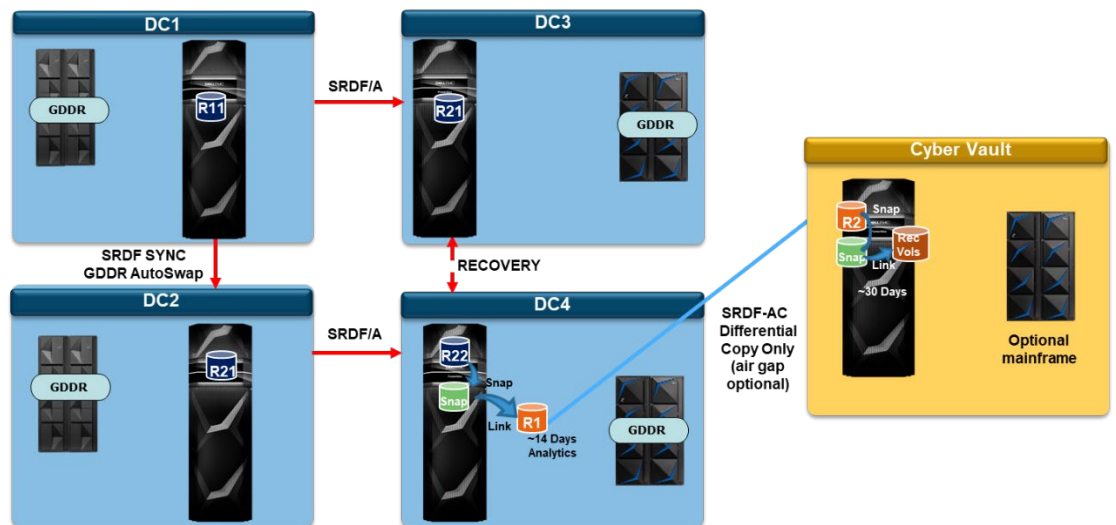 DC1
GDDR
R11
SRDF/A
DC3
R21
GDDR
SRDF SYNC
GDDR AutoSwap
RECOVERY
DC2
GDDR
R21
SRDF/A
DC4
R22
Snap
Snap
Link
R1
~14 Days
Analytics
GDDR
SRDF-AC
Differential
Copy Only
(air gap
optional)
Cyber Vault
R2
Snap
Snap
Link
Rec
Vols
~30 Days
Optional
mainframe